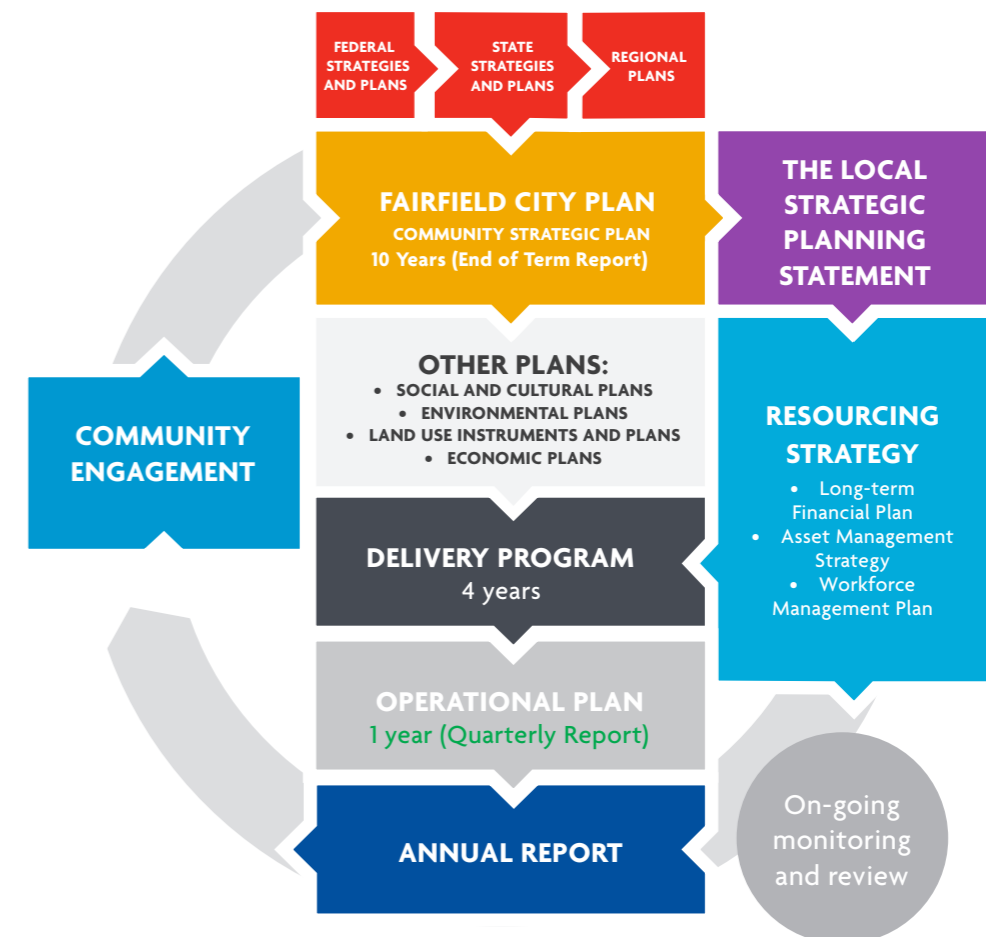 FEDERAL
STRATEGIES
AND PLANS
STATE
STRATEGIES
AND PLANS
REGIONAL
PLANS
FAIRFIELD CITY PLAN
COMMUNITY STRATEGIC PLAN
10 Years (End of Term Report)
THE LOCAL
STRATEGIC
PLANNING
STATEMENT
OTHER PLANS:
• SOCIAL AND CULTURAL PLANS
• ENVIRONMENTAL PLANS
• LAND USE INSTRUMENTS AND PLANS
• ECONOMIC PLANS
COMMUNITY
ENGAGEMENT
RESOURCING
STRATEGY
• Long-term
Financial Plan
• Asset Management
Strategy
• Workforce
Management Plan
DELIVERY PROGRAM
4 years
OPERATIONAL PLAN
1 year (Quarterly Report)
ANNUAL REPORT
On-going
monitoring
and review